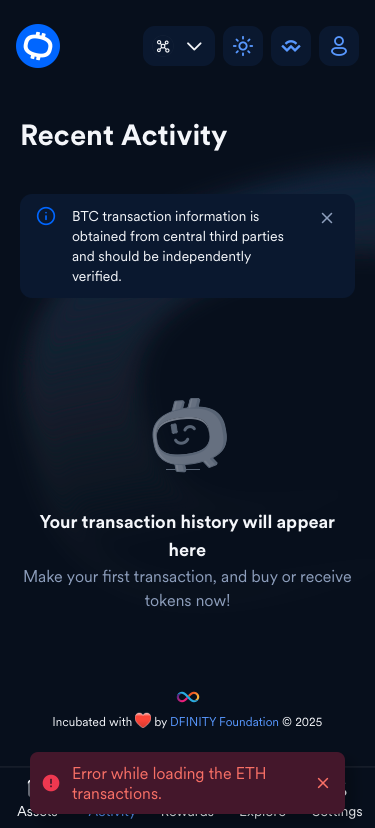 Recent Activity
BTC transaction information is
obtained from central third parties
and should be independently
verified.
Your transaction history will appear
here
Make your first transaction, and buy or receive
tokens now!
Incubated with ❤️ by DFINITY Foundation © 2025
Error while loading the ETH
transactions.
Assets Activity Rewards Explore Settings